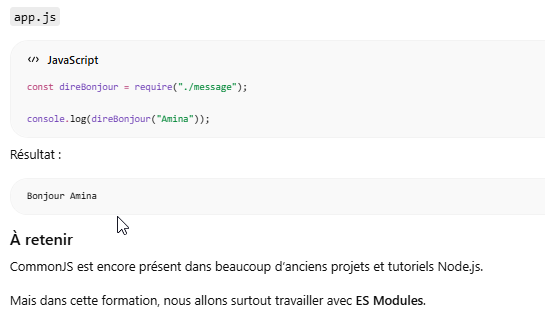 app.js
</> JavaScript
const direBonjour = require("./message");
console.log(direBonjour("Amina"));
Résultat :
Bonjour Amina
À retenir
CommonJS est encore présent dans beaucoup d’anciens projets et tutoriels Node.js.
Mais dans cette formation, nous allons surtout travailler avec ES Modules.